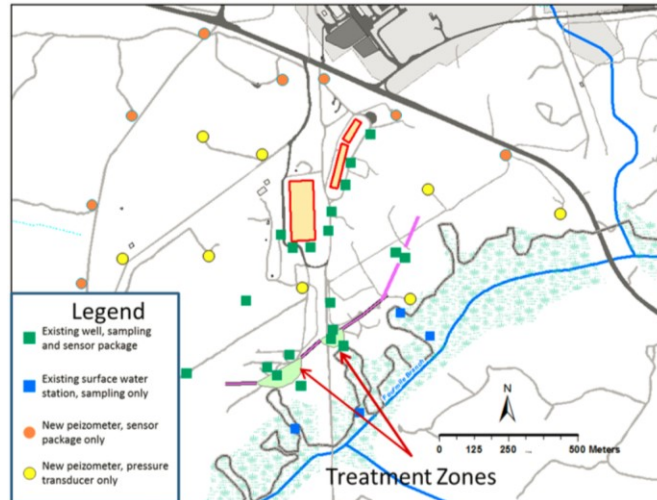 Legend
Existing well, sampling
and sensor package
Existing surface water
station, sampling only
New peizometer, sensor
package only
New peizometer, pressure
transducer only
N
0 125 250 ... 500 Meters
Treatment Zones